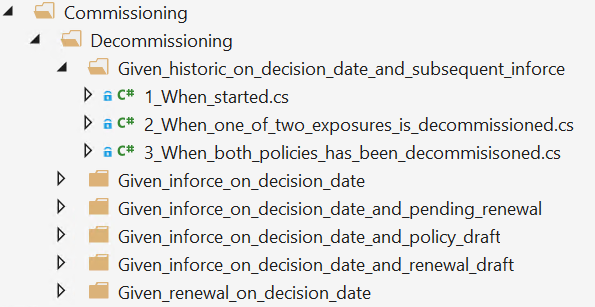 Commissioning
Decommissioning
Given_historic_on_decision_date_and_subsequent_inforce
C# 1_When_started.cs
C# 2_When_one_of_two_exposures_is_decommissioned.cs
C# 3_When_both_policies_has_been_decommisisoned.cs
Given_inforce_on_decision_date
Given_inforce_on_decision_date_and_pending_renewal
Given_inforce_on_decision_date_and_policy_draft
Given_inforce_on_decision_date_and_renewal_draft
Given_renewal_on_decision_date